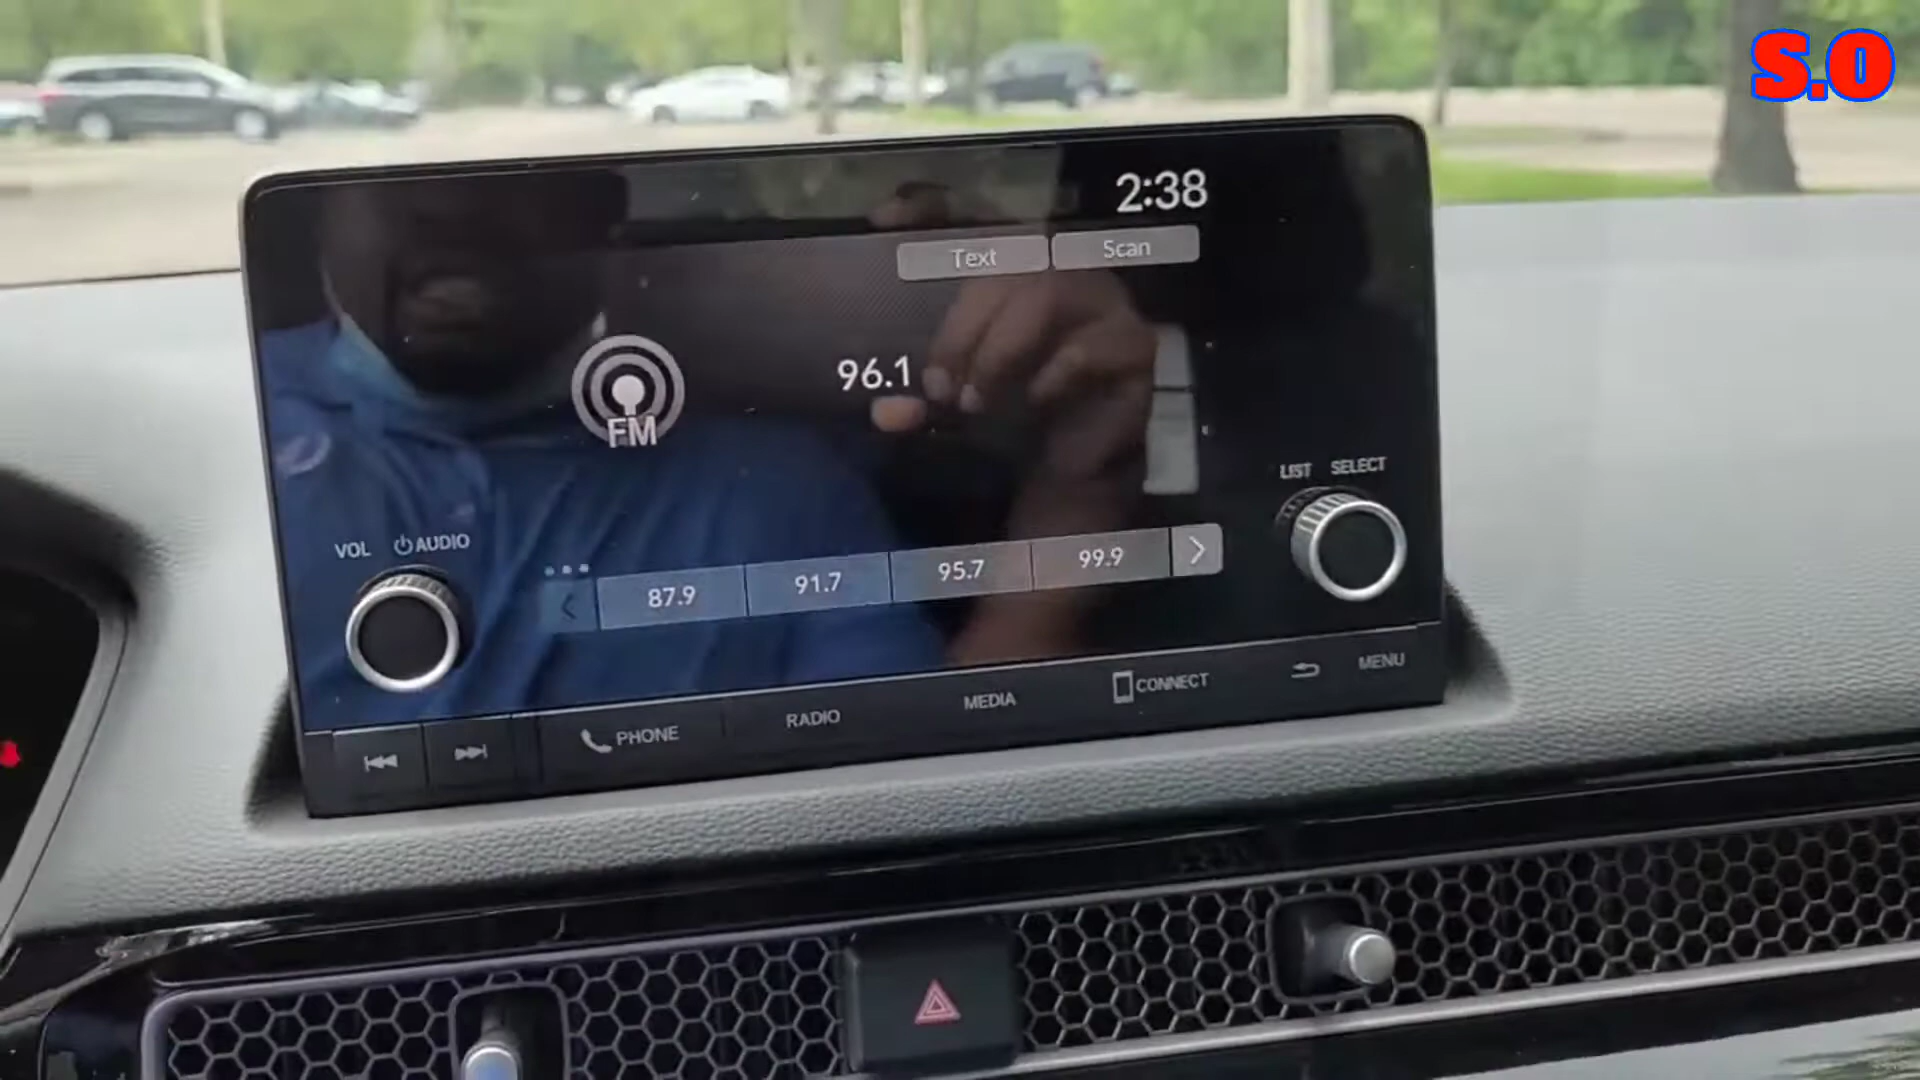 S.O
2:38
Text Scan
96.1
FM
LIST SELECT
VOL AUDIO
87.9 91.7 95.7 99.9
PHONE RADIO MEDIA CONNECT MENU